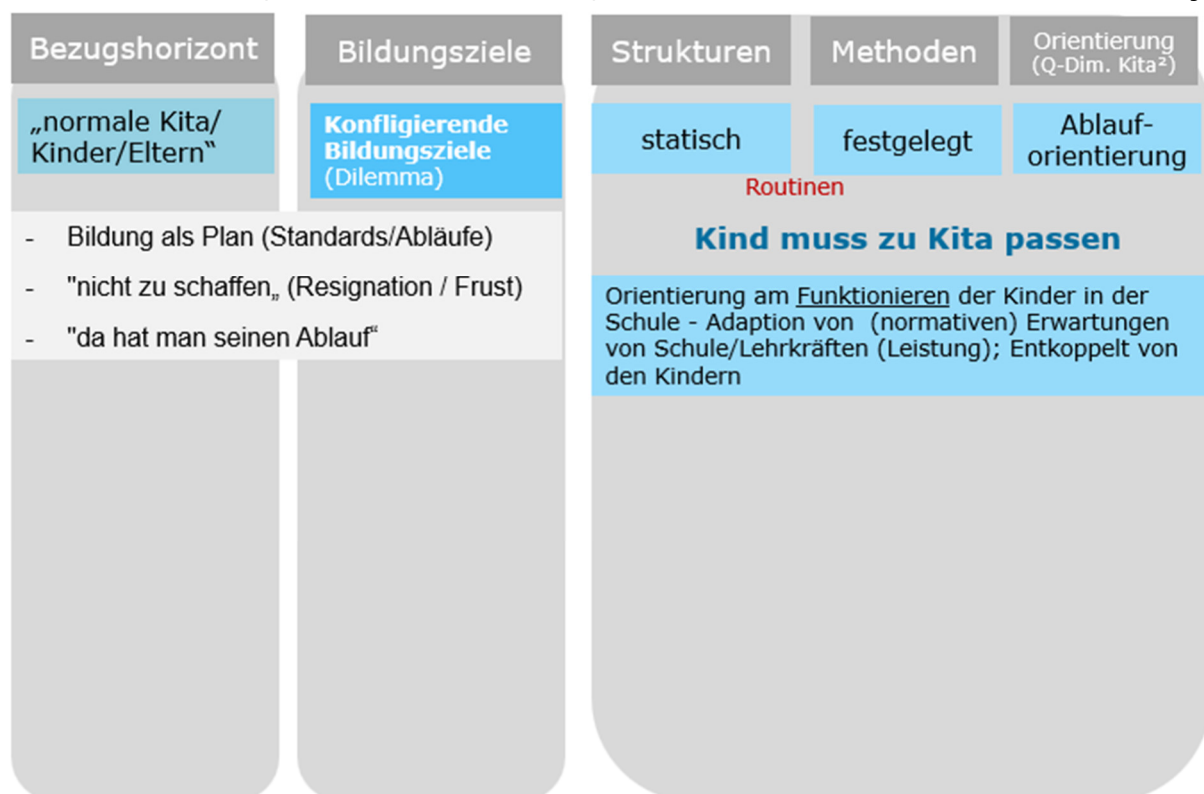 Bezugshorizont
Bildungsziele
Strukturen
Methoden
Orientierung
(Q-Dim. Kita²)
„normale Kita/
Kinder/Eltern“
Konfligierende
Bildungsziele
(Dilemma)
statisch
festgelegt
Ablauf-
orientierung
Routinen
- Bildung als Plan (Standards/Abläufe)
- "nicht zu schaffen„ (Resignation / Frust)
- "da hat man seinen Ablauf“
Kind muss zu Kita passen
Orientierung am Funktionieren der Kinder in der
Schule - Adaption von (normativen) Erwartungen
von Schule/Lehrkräften (Leistung); Entkoppelt von
den Kindern